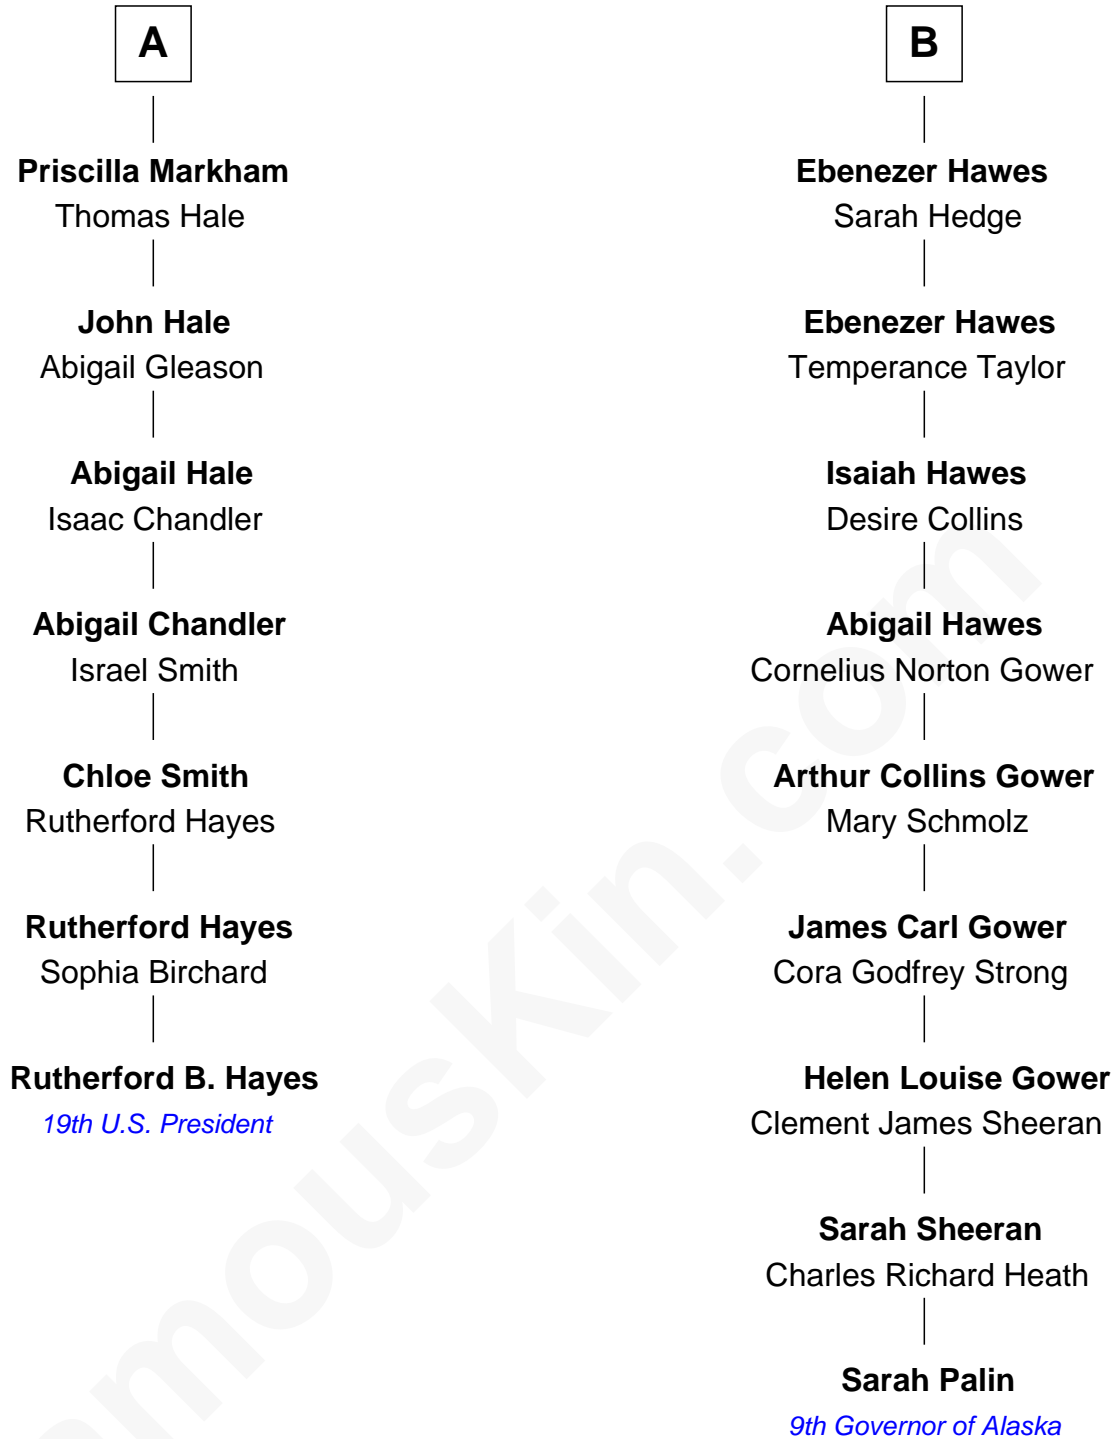 A
Priscilla Markham
Thomas Hale
John Hale
Abigail Gleason
Abigail Hale
Isaac Chandler
Abigail Chandler
Israel Smith
Chloe Smith
Rutherford Hayes
Rutherford Hayes
Sophia Birchard
Rutherford B. Hayes
19th U.S. President
B
Ebenezer Hawes
Sarah Hedge
Ebenezer Hawes
Temperance Taylor
Isaiah Hawes
Desire Collins
Abigail Hawes
Cornelius Norton Gower
Arthur Collins Gower
Mary Schmolz
James Carl Gower
Cora Godfrey Strong
Helen Louise Gower
Clement James Sheeran
Sarah Sheeran
Charles Richard Heath
Sarah Palin
9th Governor of Alaska
amouskin.com